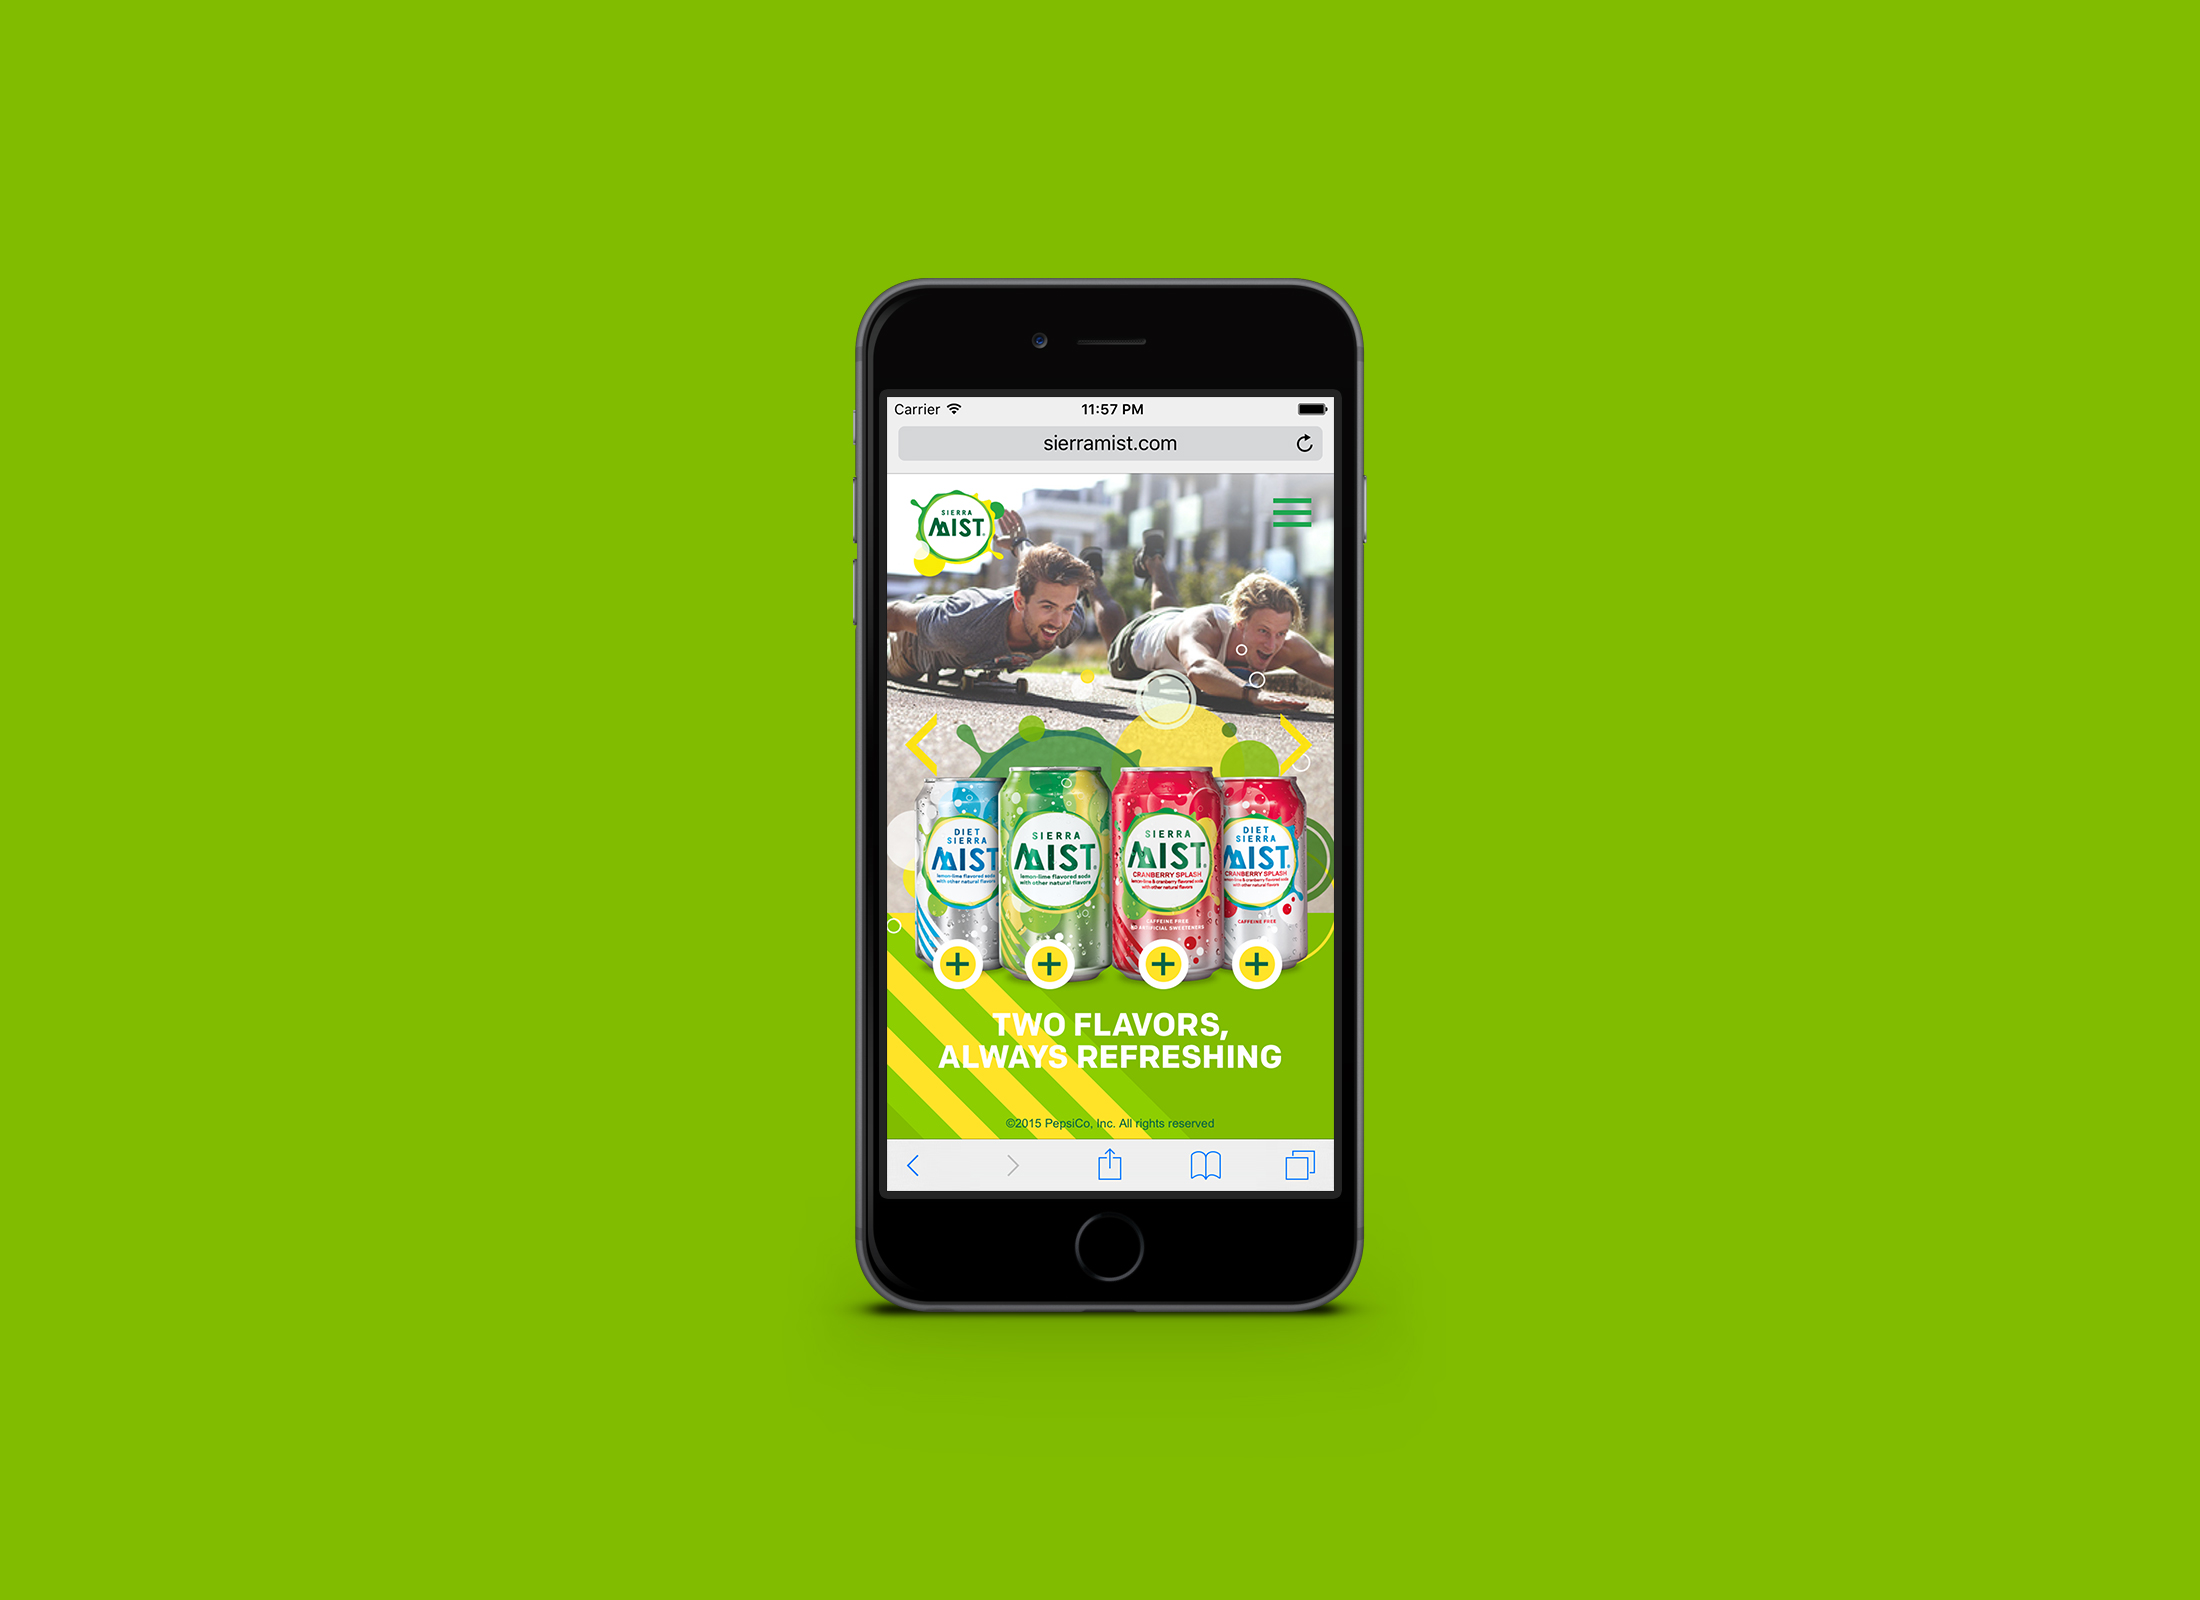 Carrier
11:57 PM
sierramist.com
SIERRA
MIST
DIET
SIERRA
MIST
lemon-lime flavored soda
with other natural flavors
SIERRA
MIST®
lemon-lime flavored soda
with other natural flavors
SIERRA
MIST®
CRANBERRY SPLASH
lemon-lime & cranberry flavored soda
with other natural flavors
CAFFEINE FREE
NO ARTIFICIAL SWEETENERS
DIET
SIERRA
MIST
CRANBERRY SPLASH
lemon-lime & cranberry flavored soda
with other natural flavors
CAFFEINE FREE
TWO FLAVORS,
ALWAYS REFRESHING
©2015 PepsiCo, Inc. All rights reserved